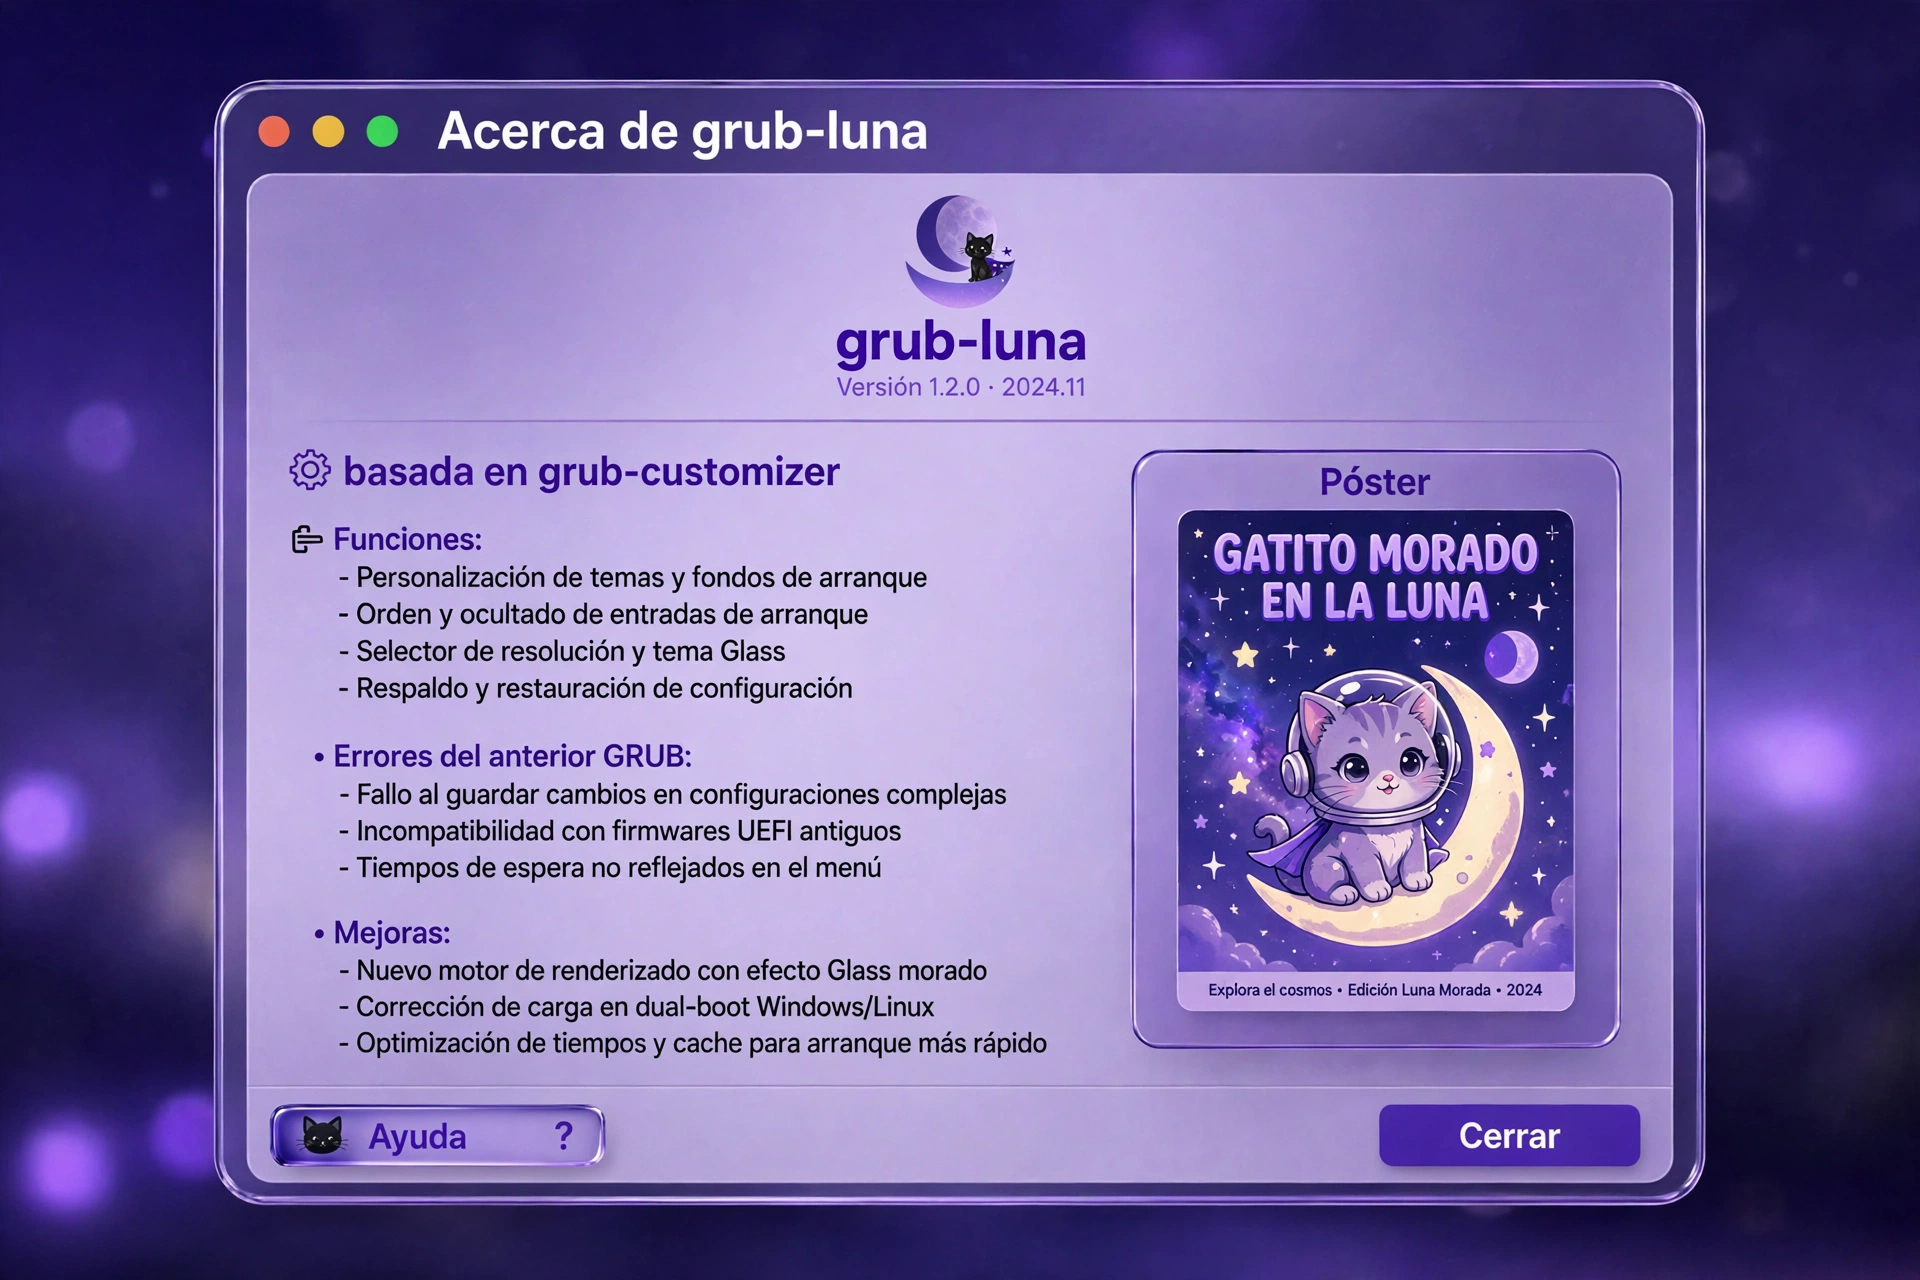 Acerca de grub-luna
grub-luna
Versión 1.2.0 · 2024.11
basada en grub-customizer
Funciones:
- Personalización de temas y fondos de arranque
- Orden y ocultado de entradas de arranque
- Selector de resolución y tema Glass
- Respaldo y restauración de configuración
• Errores del anterior GRUB:
- Fallo al guardar cambios en configuraciones complejas
- Incompatibilidad con firmwares UEFI antiguos
- Tiempos de espera no reflejados en el menú
• Mejoras:
- Nuevo motor de renderizado con efecto Glass morado
- Corrección de carga en dual-boot Windows/Linux
- Optimización de tiempos y cache para arranque más rápido
Póster
GATITO MORADO
EN LA LUNA
Explora el cosmos • Edición Luna Morada • 2024
Ayuda ?
Cerrar